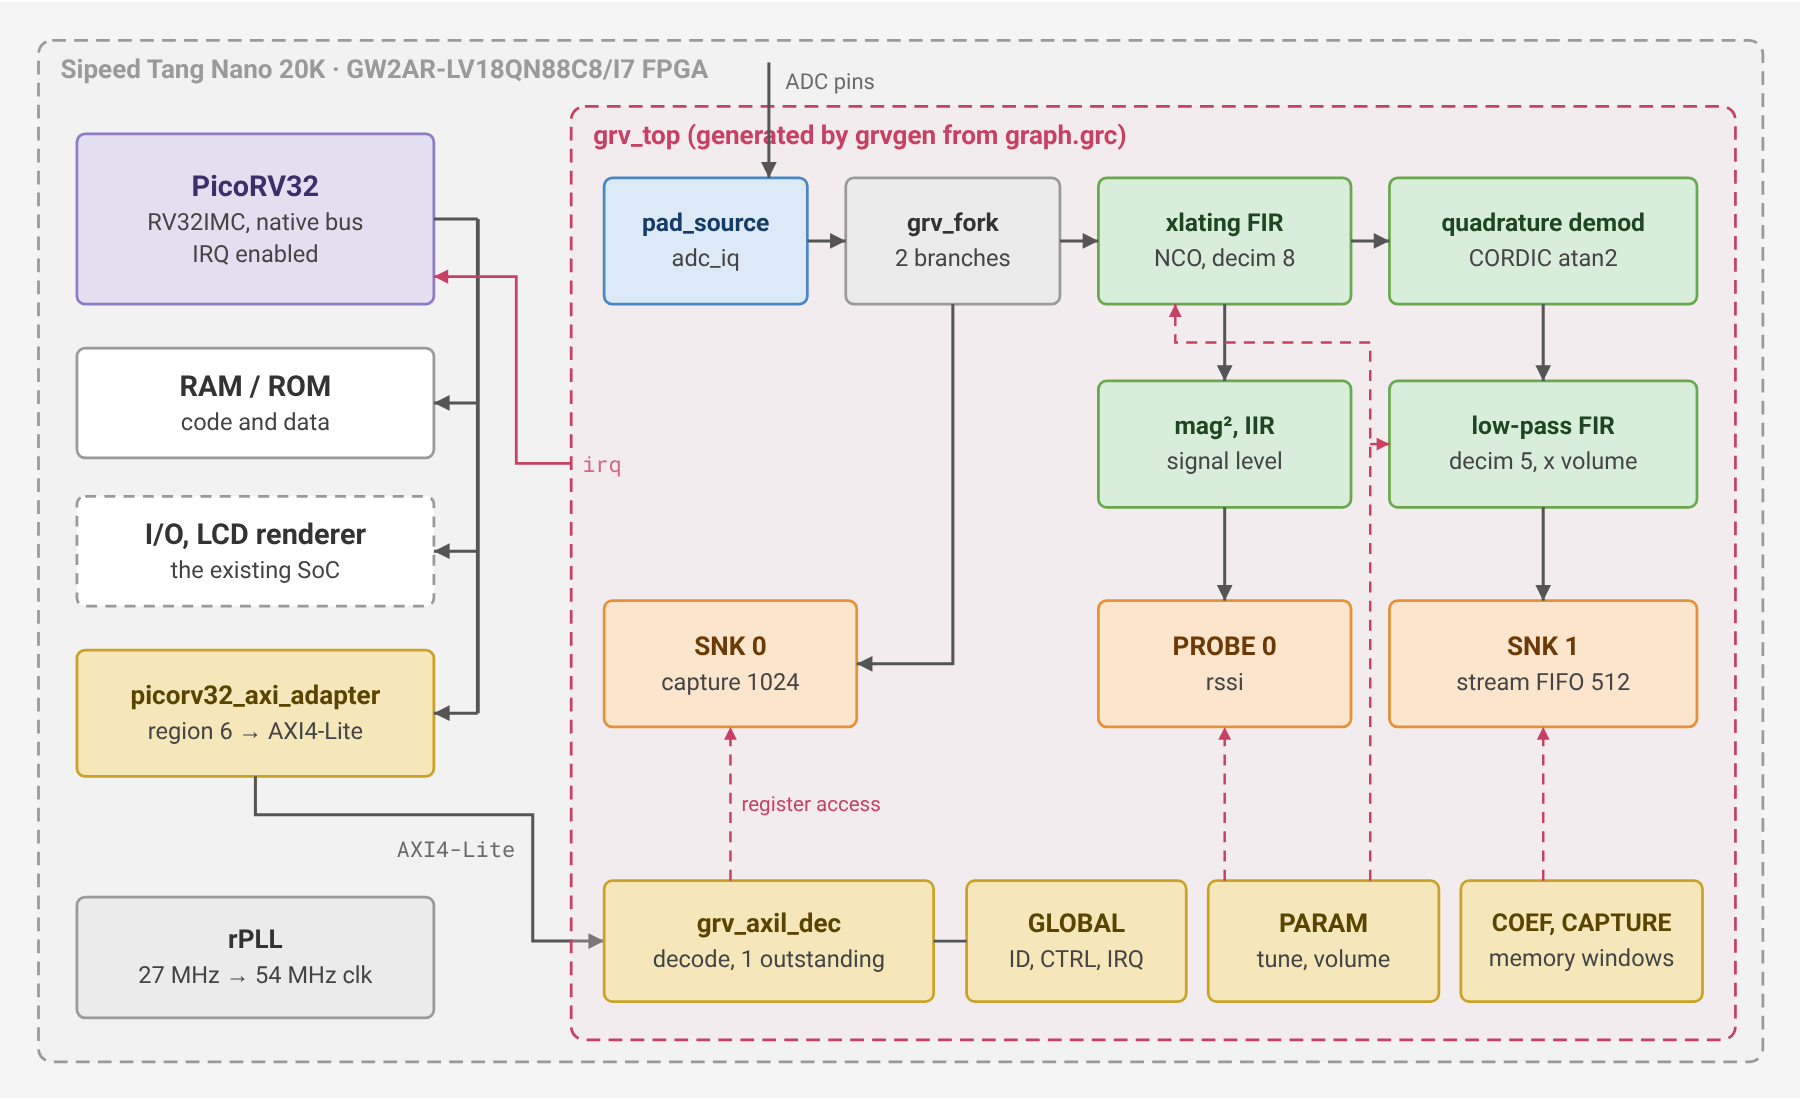 Sipeed Tang Nano 20K · GW2AR-LV18QN88C8/I7 FPGA
ADC pins
grv_top (generated by grvgen from graph.grc)
PicoRV32
RV32IMC, native bus
IRQ enabled
pad_source
adc_iq
grv_fork
2 branches
xlating FIR
NCO, decim 8
quadrature demod
CORDIC atan2
RAM / ROM
code and data
mag², IIR
signal level
low-pass FIR
decim 5, x volume
irq
I/O, LCD renderer
the existing SoC
SNK 0
capture 1024
PROBE 0
rssi
SNK 1
stream FIFO 512
picorv32_axi_adapter
region 6 → AXI4-Lite
register access
AXI4-Lite
rPLL
27 MHz → 54 MHz clk
grv_axil_dec
decode, 1 outstanding
GLOBAL
ID, CTRL, IRQ
PARAM
tune, volume
COEF, CAPTURE
memory windows